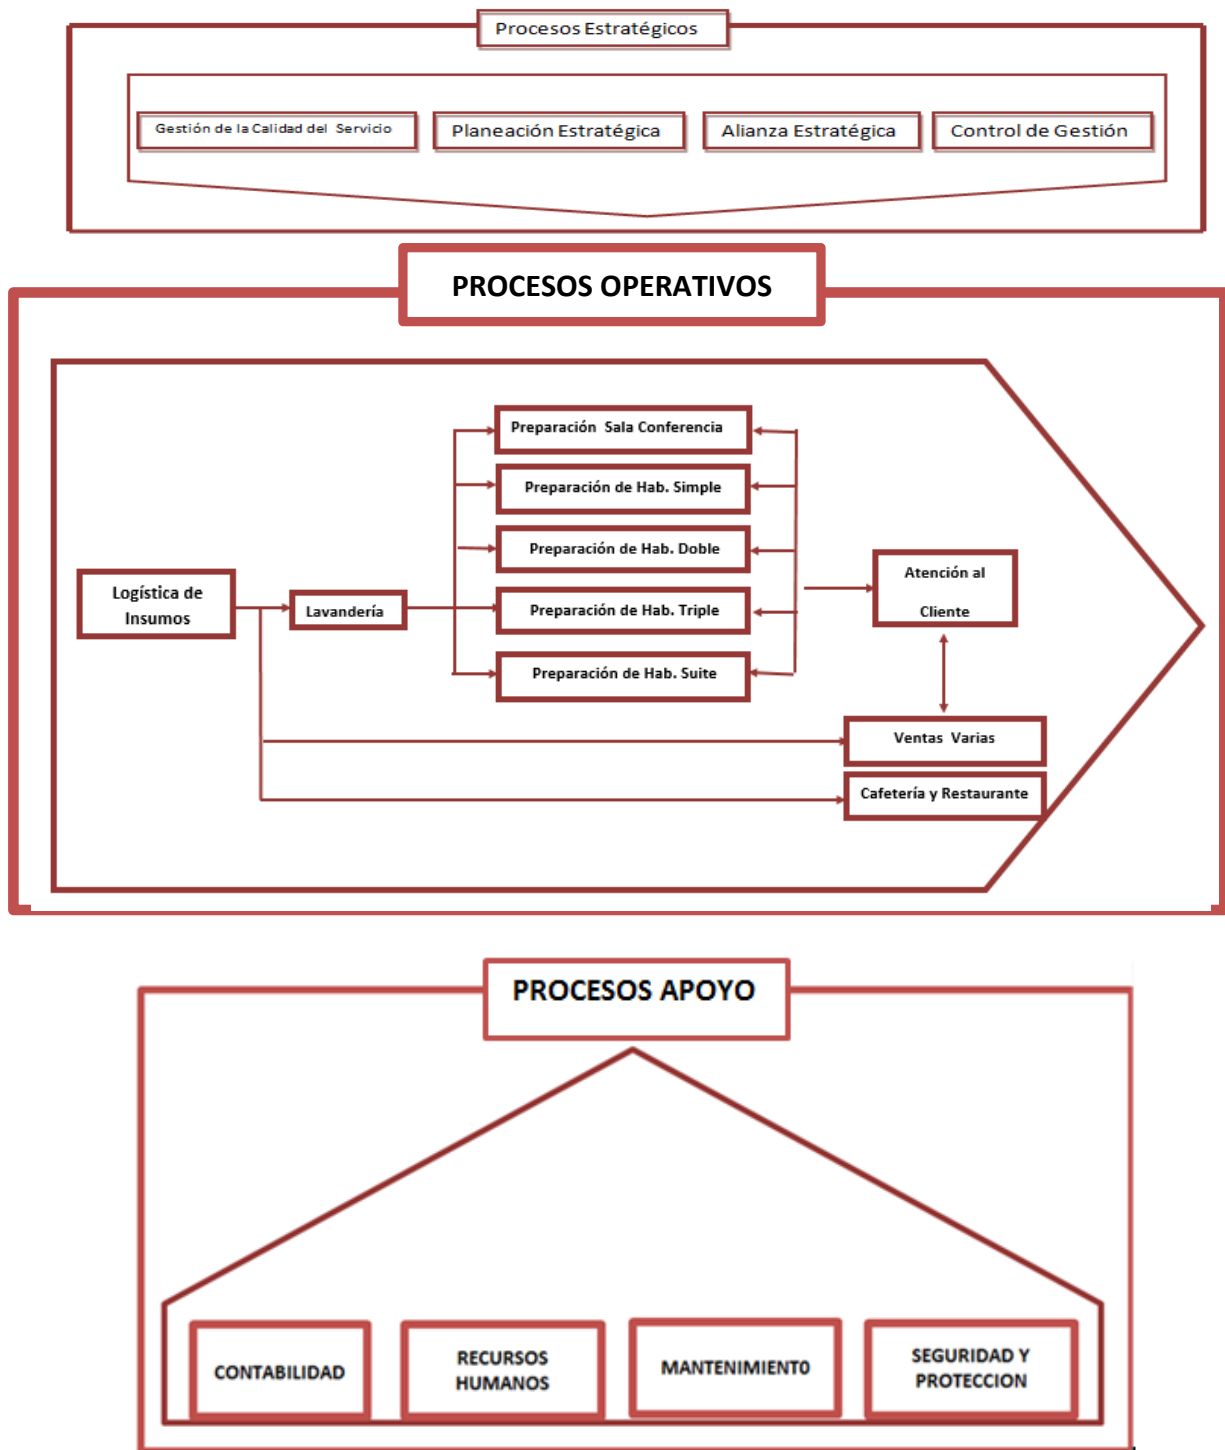 Procesos Estratégicos
Gestión de la Calidad del Servicio
Planeación Estratégica
Alianza Estratégica
Control de Gestión
PROCESOS OPERATIVOS
Preparación Sala Conferencia
Preparación de Hab. Simple
Preparación de Hab. Doble
Atención al
Cliente
Logística de
Insumos
Lavandería
Preparación de Hab. Triple
Preparación de Hab. Suite
Ventas Varias
Cafetería y Restaurante
PROCESOS APOYO
CONTABILIDAD
RECURSOS
HUMANOS
MANTENIMIENT0
SEGURIDAD Y
PROTECCION